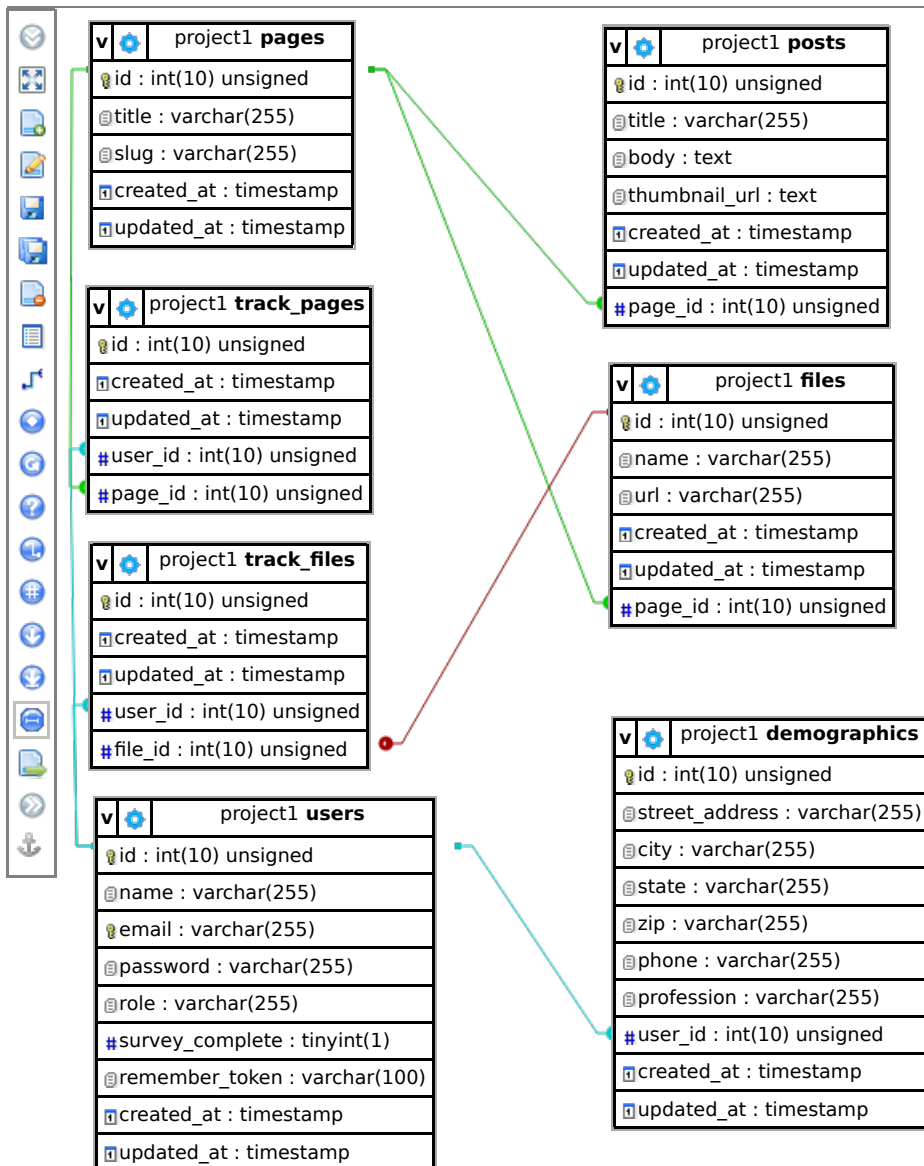 v project1 pages
id : int(10) unsigned
title : varchar(255)
slug : varchar(255)
created_at : timestamp
updated_at : timestamp
v project1 track_pages
id : int(10) unsigned
created_at : timestamp
updated_at : timestamp
#user_id : int(10) unsigned
#page_id : int(10) unsigned
v project1 track_files
id : int(10) unsigned
created_at : timestamp
updated_at : timestamp
#user_id : int(10) unsigned
#file_id : int(10) unsigned
v project1 users
id : int(10) unsigned
name : varchar(255)
email : varchar(255)
password : varchar(255)
role : varchar(255)
#survey_complete : tinyint(1)
remember_token : varchar(100)
created_at : timestamp
updated_at : timestamp
v project1 posts
id : int(10) unsigned
title : varchar(255)
body : text
thumbnail_url : text
created_at : timestamp
updated_at : timestamp
#page_id : int(10) unsigned
v project1 files
id : int(10) unsigned
name : varchar(255)
url : varchar(255)
created_at : timestamp
updated_at : timestamp
#page_id : int(10) unsigned
v project1 demographics
id : int(10) unsigned
street_address : varchar(255)
city : varchar(255)
state : varchar(255)
zip : varchar(255)
phone : varchar(255)
profession : varchar(255)
#user_id : int(10) unsigned
created_at : timestamp
updated_at : timestamp